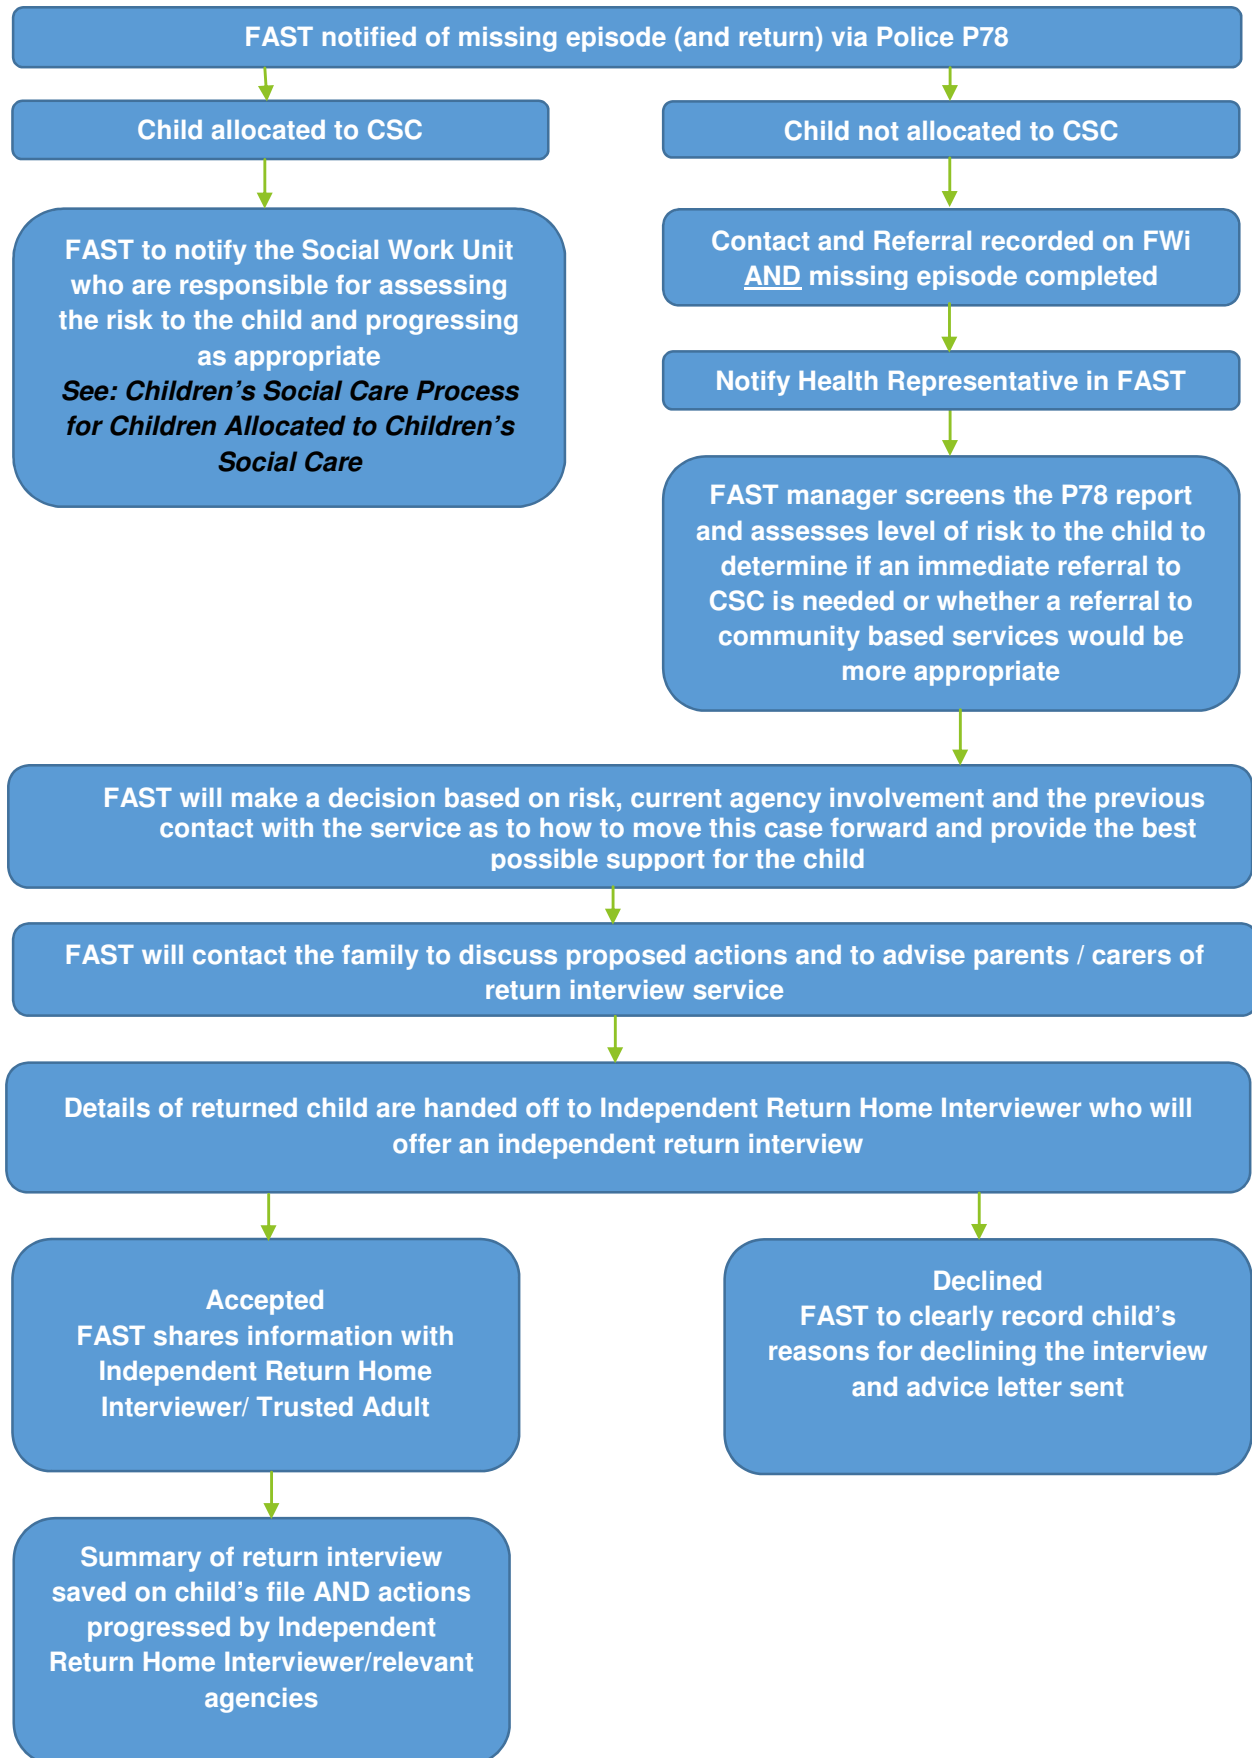 FAST notified of missing episode (and return) via Police P78
Child allocated to CSC
Child not allocated to CSC
FAST to notify the Social Work Unit
who are responsible for assessing
the risk to the child and progressing
as appropriate
See: Children’s Social Care Process
for Children Allocated to Children’s
Social Care
Contact and Referral recorded on FWi
AND missing episode completed
Notify Health Representative in FAST
FAST manager screens the P78 report
and assesses level of risk to the child to
determine if an immediate referral to
CSC is needed or whether a referral to
community based services would be
more appropriate
FAST will make a decision based on risk, current agency involvement and the previous
contact with the service as to how to move this case forward and provide the best
possible support for the child
FAST will contact the family to discuss proposed actions and to advise parents / carers of
return interview service
Details of returned child are handed off to Independent Return Home Interviewer who will
offer an independent return interview
Accepted
FAST shares information with
Independent Return Home
Interviewer/ Trusted Adult
Declined
FAST to clearly record child’s
reasons for declining the interview
and advice letter sent
Summary of return interview
saved on child’s file AND actions
progressed by Independent
Return Home Interviewer/relevant
agencies